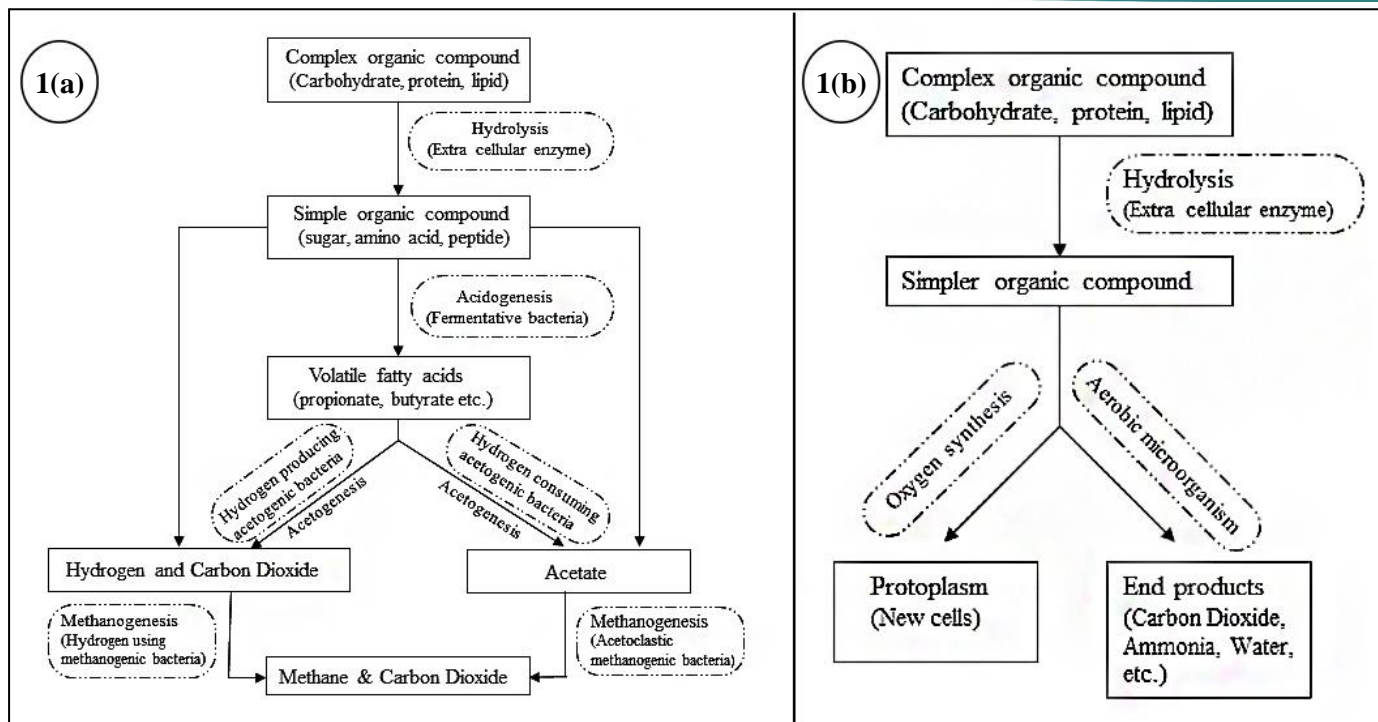 1(a)
Complex organic compound
(Carbohydrate, protein, lipid)
Hydrolysis
(Extra cellular enzyme)
Simple organic compound
(sugar, amino acid, peptide)
Acidogenesis
(Fermentative bacteria)
Volatile fatty acids
(propionate, butyrate etc.)
Hydrogen producing
acetogenic bacteria
Acetogenesis
Hydrogen consuming
acetogenic bacteria
Acetogenesis
Hydrogen and Carbon Dioxide
Acetate
Methanogenesis
(Hydrogen using
methanogenic bacteria)
Methanogenesis
(Acetoclastic
methanogenic bacteria)
Methane & Carbon Dioxide
1(b)
Complex organic compound
(Carbohydrate, protein, lipid)
Hydrolysis
(Extra cellular enzyme)
Simpler organic compound
Oxygen synthesis
Aerobic microorganism
Protoplasm
(New cells)
End products
(Carbon Dioxide,
Ammonia, Water,
etc.)